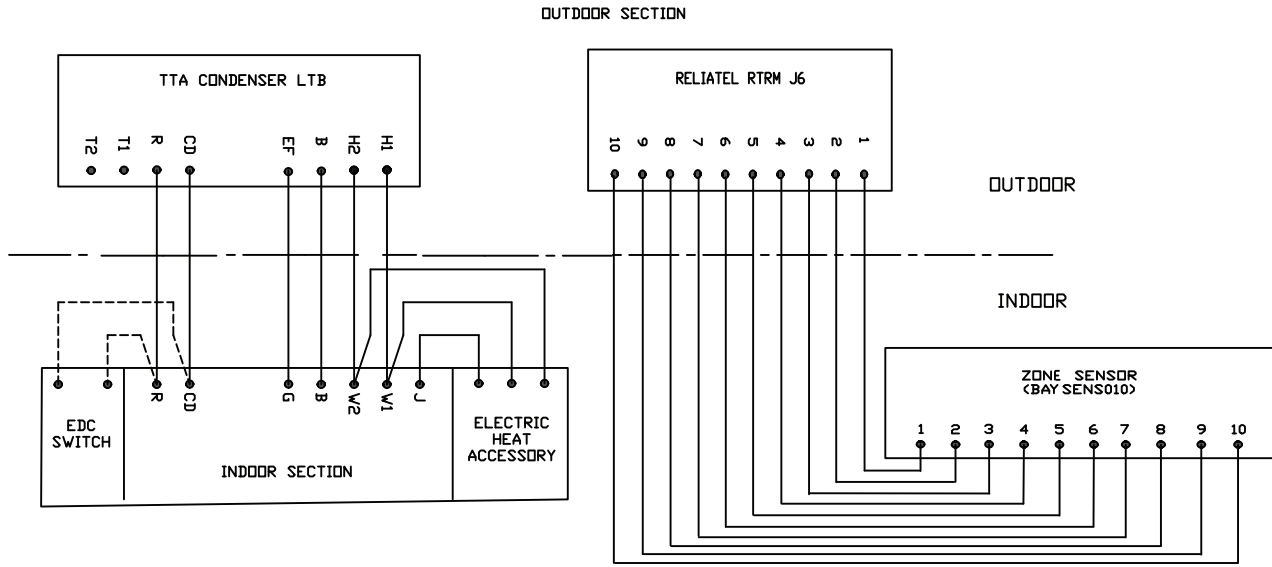 OUTDOOR SECTION
TTA CONDENSER LTB
T2 T1 R CD EF B H2 H1
RELIATEL RTRM J6
10 9 8 7 6 5 4 3 2 1
OUTDOOR
INDOOR
EDC
SWITCH
R CD G B W2 W1 J
INDOOR SECTION
ELECTRIC
HEAT
ACCESSORY
ZONE SENSOR
(BAYSENS010)
1 2 3 4 5 6 7 8 9 10